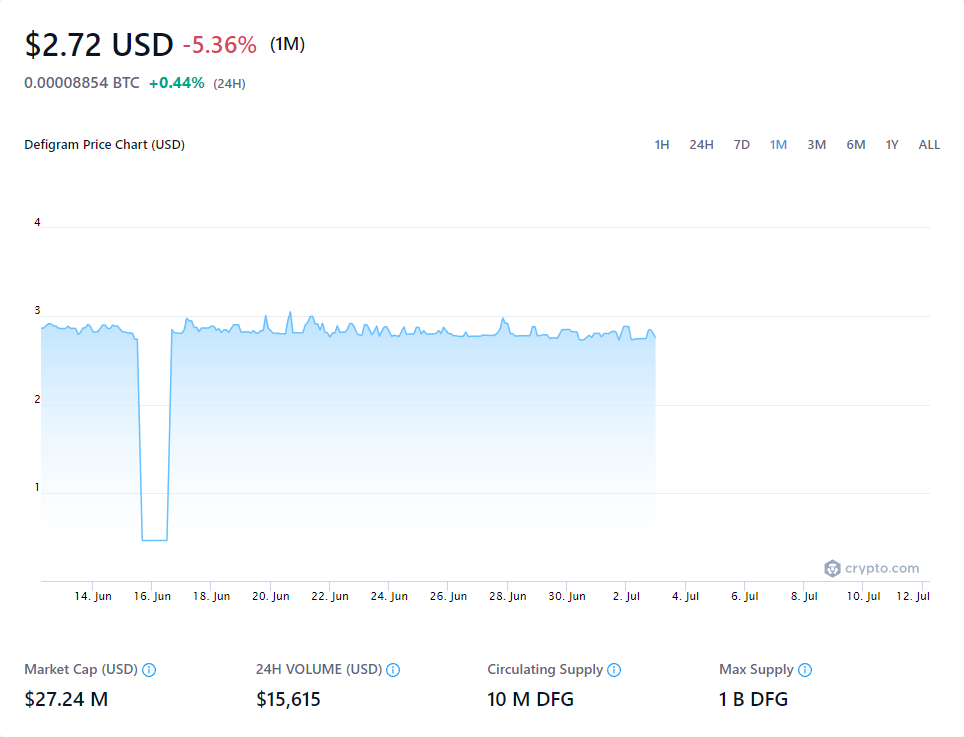 $2.72 USD -5.36% (1M)
0.00008854 BTC +0.44% (24H)
Defigram Price Chart (USD) 1H 24H 7D 1M 3M 6M 1Y ALL
4
3
2
1
crypto.com
14. Jun 16. Jun 18. Jun 20. Jun 22. Jun 24. Jun 26. Jun 28. Jun 30. Jun 2. Jul 4. Jul 6. Jul 8. Jul 10. Jul 12. Jul
Market Cap (USD) 24H VOLUME (USD) Circulating Supply Max Supply
$27.24 M $15,615 10 M DFG 1 B DFG